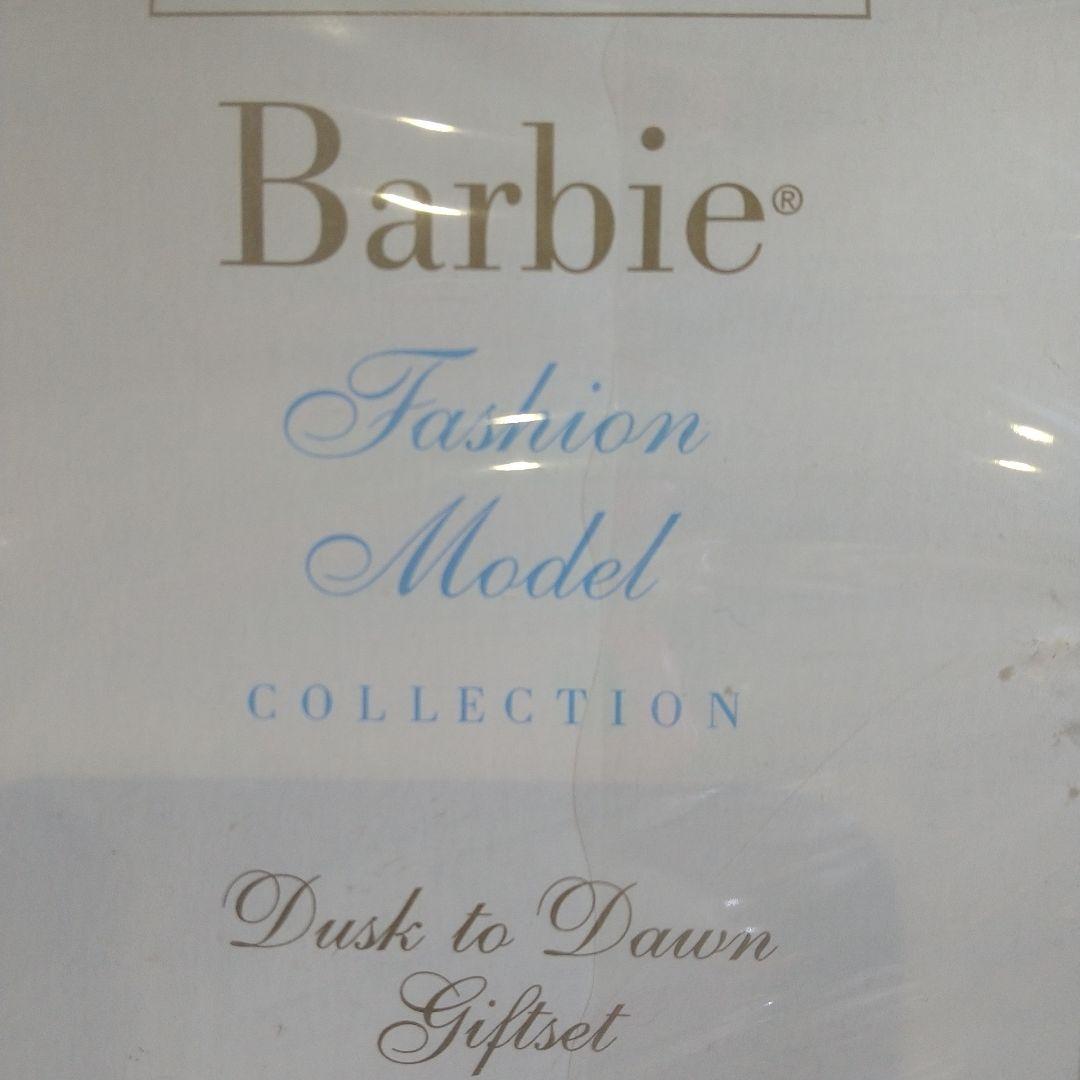 Barbie®
Fashion
Model
COLLECTION
Dusk to Dawn
Giftset